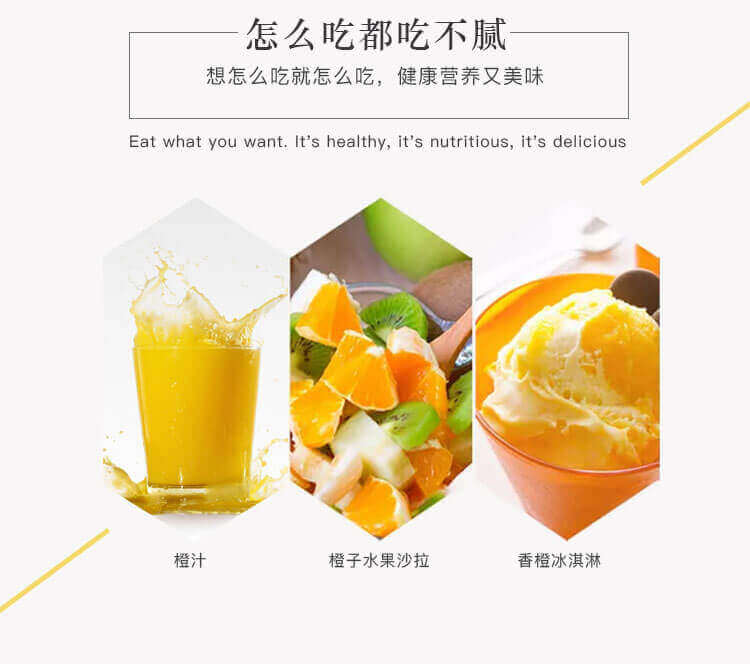 怎么吃都吃不腻
想怎么吃就怎么吃，健康营养又美味
Eat what you want. It's healthy, it's nutritious, it's delicious
橙汁
橙子水果沙拉
香橙冰淇淋